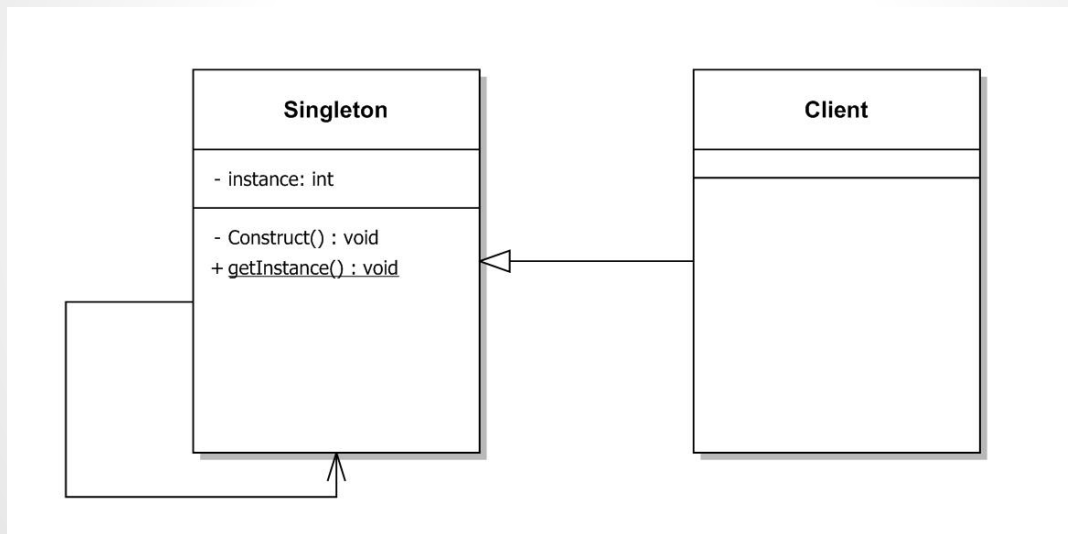 Singleton
- instance: int
- Construct() : void
+ getInstance() : void
Client